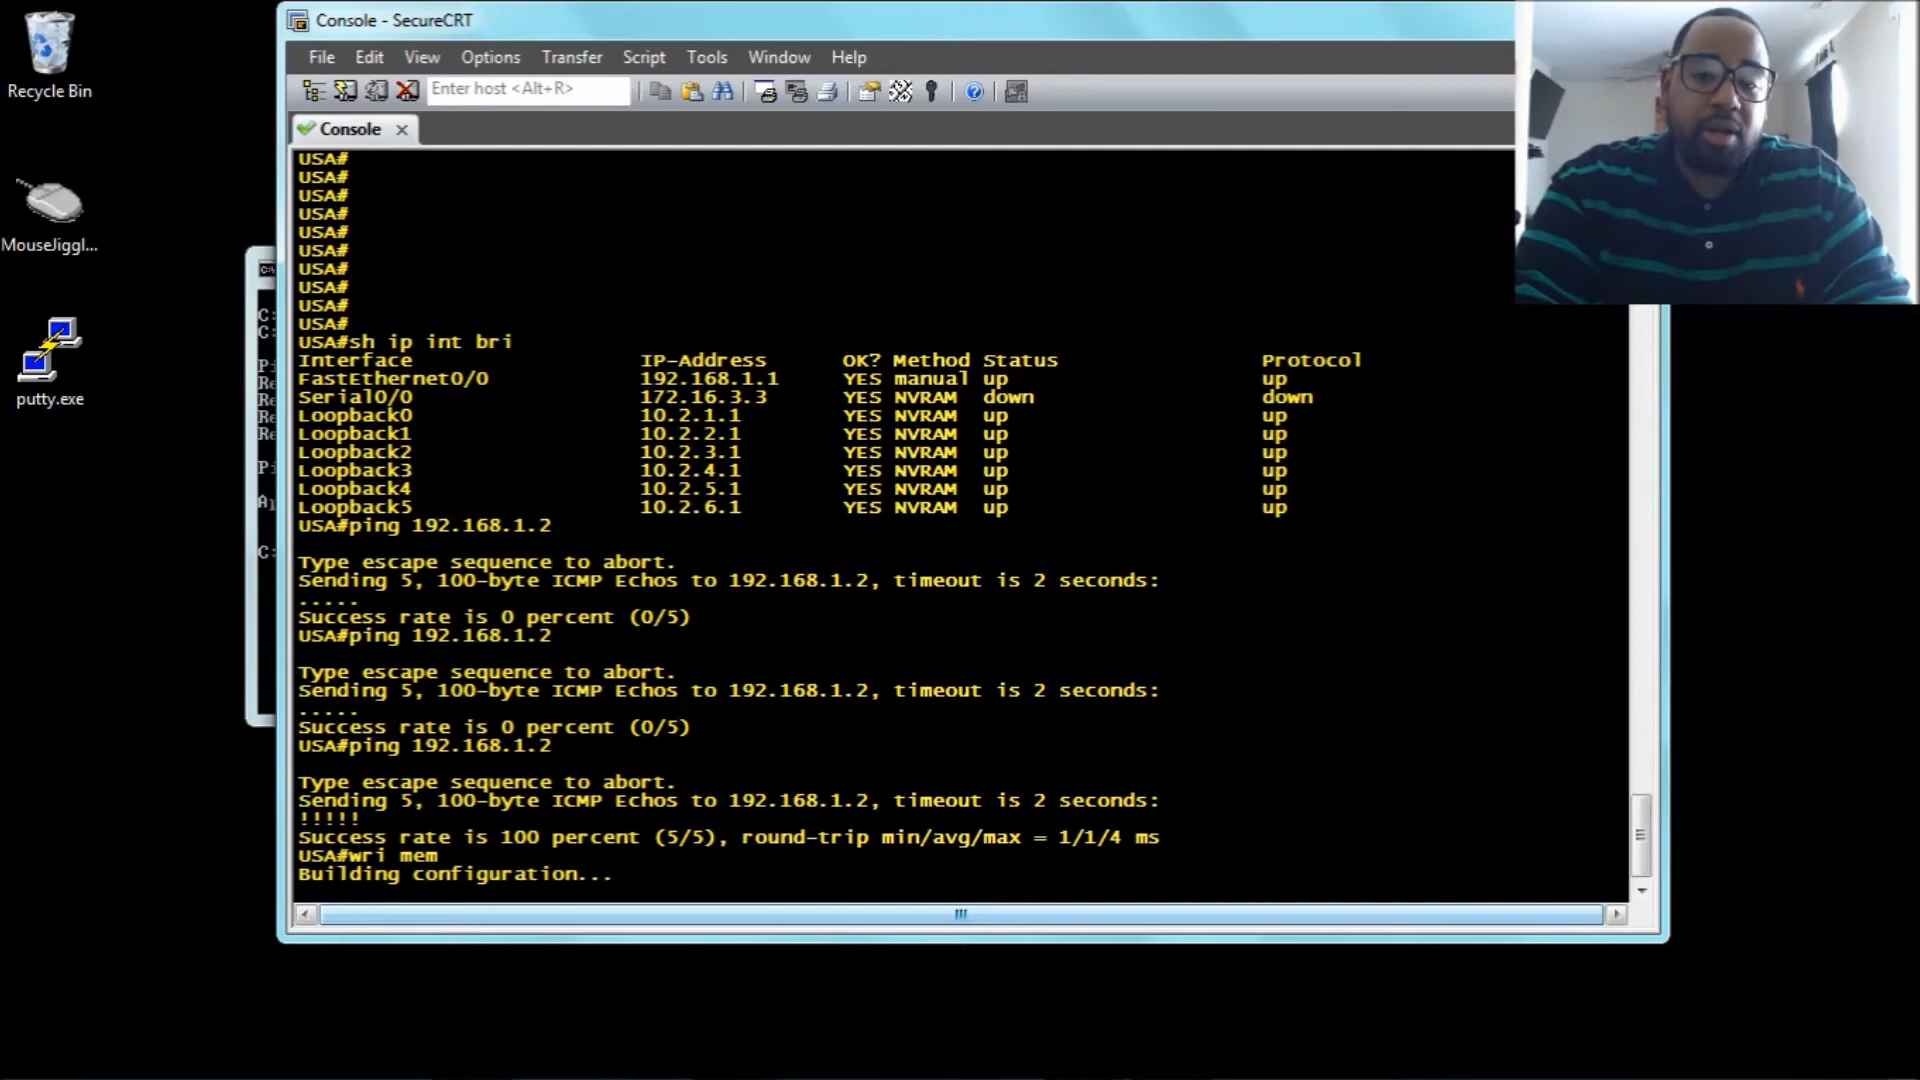 Console - SecureCRT
File Edit View Options Transfer Script Tools Window Help
Enter host <Alt+R>
Console
Recycle Bin
MouseJiggl...
putty.exe
USA#
USA#
USA#
USA#
USA#
USA#
USA#
USA#
USA#
USA#
USA#sh ip int bri
Interface IP-Address OK? Method Status Protocol
FastEthernet0/0 192.168.1.1 YES manual up up
Serial0/0 172.16.3.3 YES NVRAM down down
Loopback0 10.2.1.1 YES NVRAM up up
Loopback1 10.2.2.1 YES NVRAM up up
Loopback2 10.2.3.1 YES NVRAM up up
Loopback3 10.2.4.1 YES NVRAM up up
Loopback4 10.2.5.1 YES NVRAM up up
Loopback5 10.2.6.1 YES NVRAM up up
USA#ping 192.168.1.2
Type escape sequence to abort.
Sending 5, 100-byte ICMP Echos to 192.168.1.2, timeout is 2 seconds:
.....
Success rate is 0 percent (0/5)
USA#ping 192.168.1.2
Type escape sequence to abort.
Sending 5, 100-byte ICMP Echos to 192.168.1.2, timeout is 2 seconds:
.....
Success rate is 0 percent (0/5)
USA#ping 192.168.1.2
Type escape sequence to abort.
Sending 5, 100-byte ICMP Echos to 192.168.1.2, timeout is 2 seconds:
!!!!!
Success rate is 100 percent (5/5), round-trip min/avg/max = 1/1/4 ms
USA#wri mem
Building configuration...